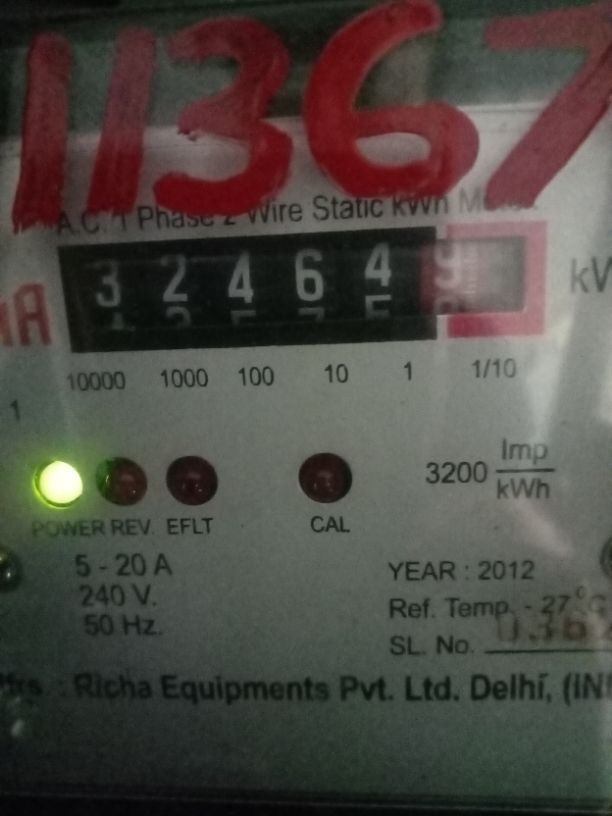 11367
A.C. 1 Phase 2 Wire Static kWh
3 2 4 6 4 9
10000 1000 100 10 1 1/10
1
3200 Imp/kWh
POWER REV. EFLT CAL
5 - 20 A
YEAR : 2012
240 V.
Ref. Temp. - 27°C
50 Hz.
SL. No.
: Richa Equipments Pvt. Ltd. Delhi,